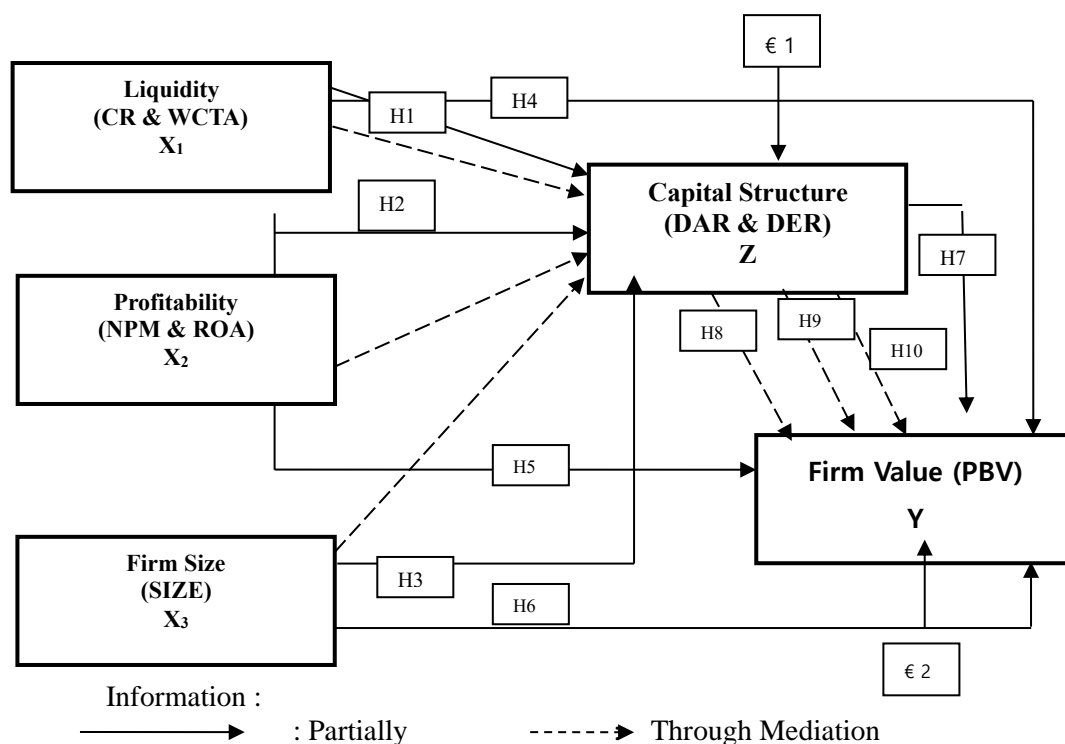 € 1
Liquidity
(CR & WCTA)
X₁
H4
H1
H2
Capital Structure
(DAR & DER)
Z
H7
Profitability
(NPM & ROA)
X₂
H8
H9
H10
H5
Firm Value (PBV)
Y
Firm Size
(SIZE)
X₃
H3
H6
€ 2
Information :
: Partially
Through Mediation